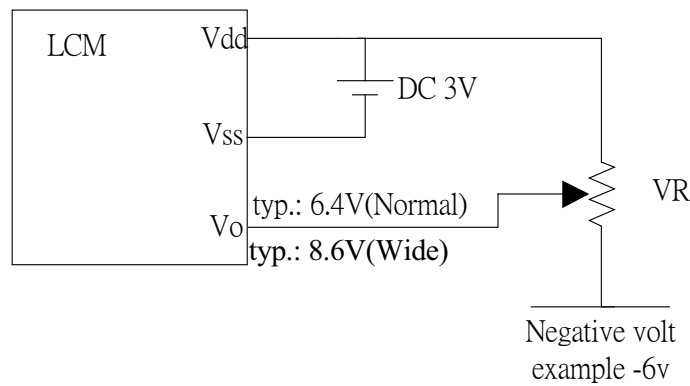 LCM
Vdd
DC 3V
Vss
typ.: 6.4V(Normal)
VR
Vo
typ.: 8.6V(Wide)
Negative volt
example -6v